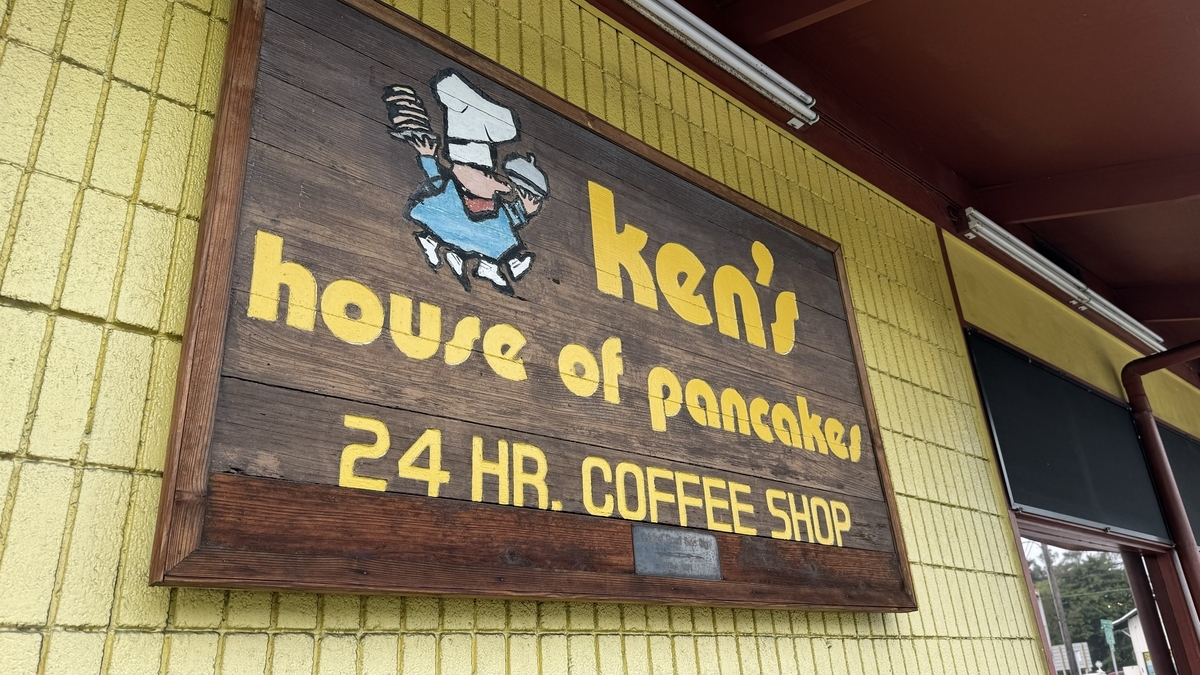 ken's
house of pancakes
24 HR. COFFEE SHOP